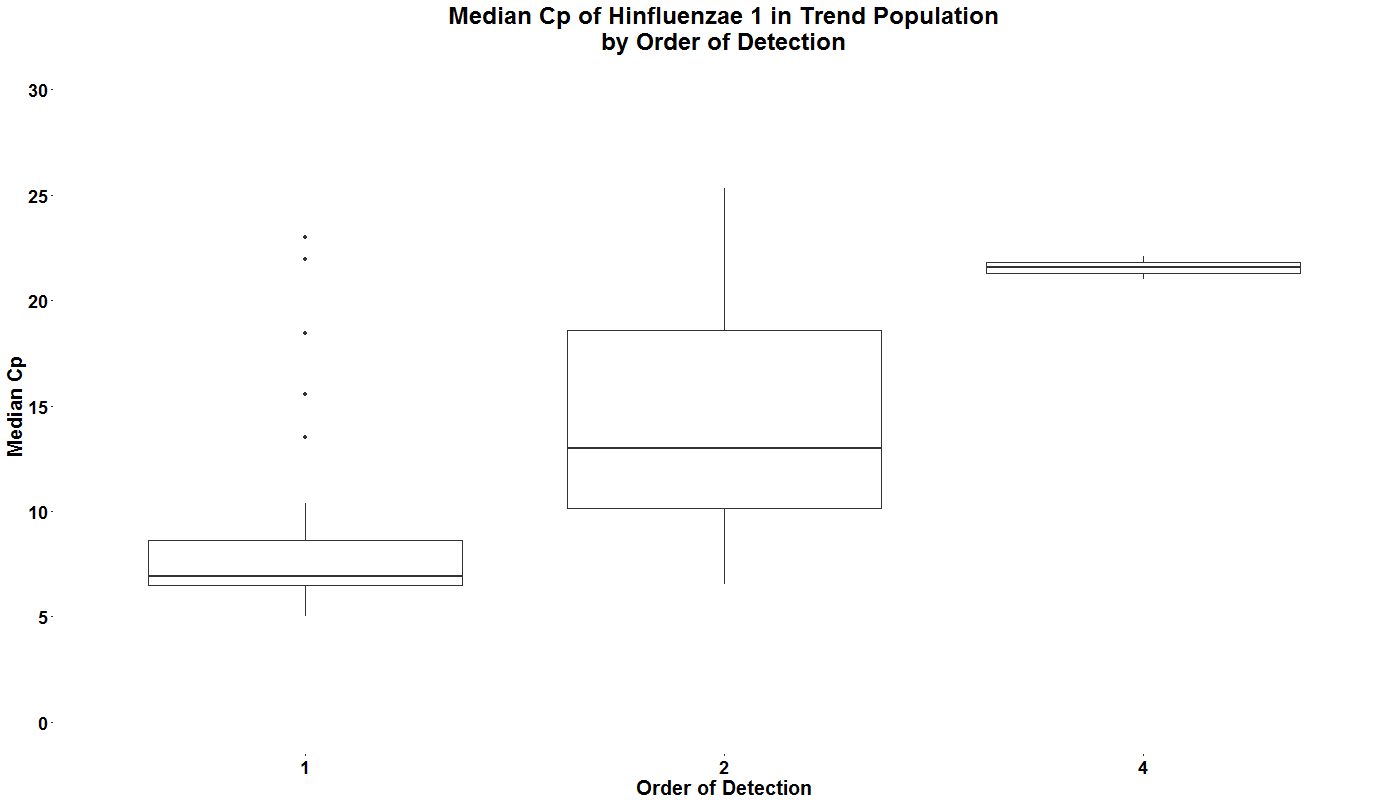 Median Cp of Hinfluenzae 1 in Trend Population
by Order of Detection
30
25
20
15
10
5
0
Median Cp
1 2 4
Order of Detection